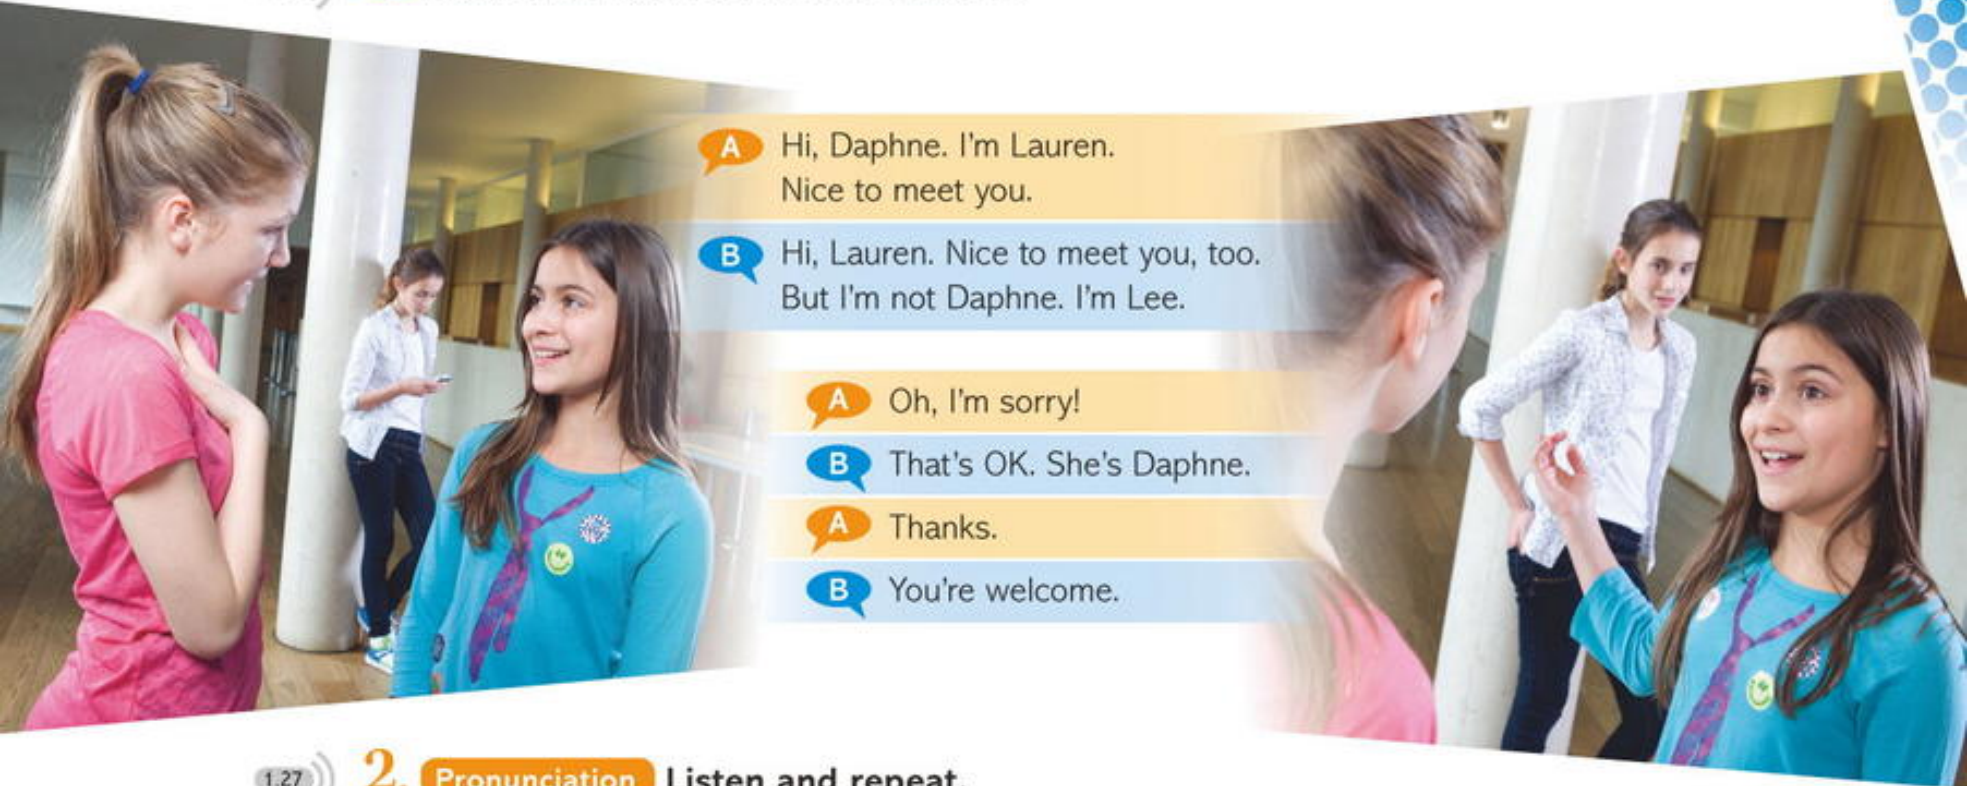 A Hi, Daphne. I'm Lauren.
Nice to meet you.
B Hi, Lauren. Nice to meet you, too.
But I'm not Daphne. I'm Lee.
A Oh, I'm sorry!
B That's OK. She's Daphne.
A Thanks.
B You're welcome.
1.27 2. Pronunciation Listen and repeat.